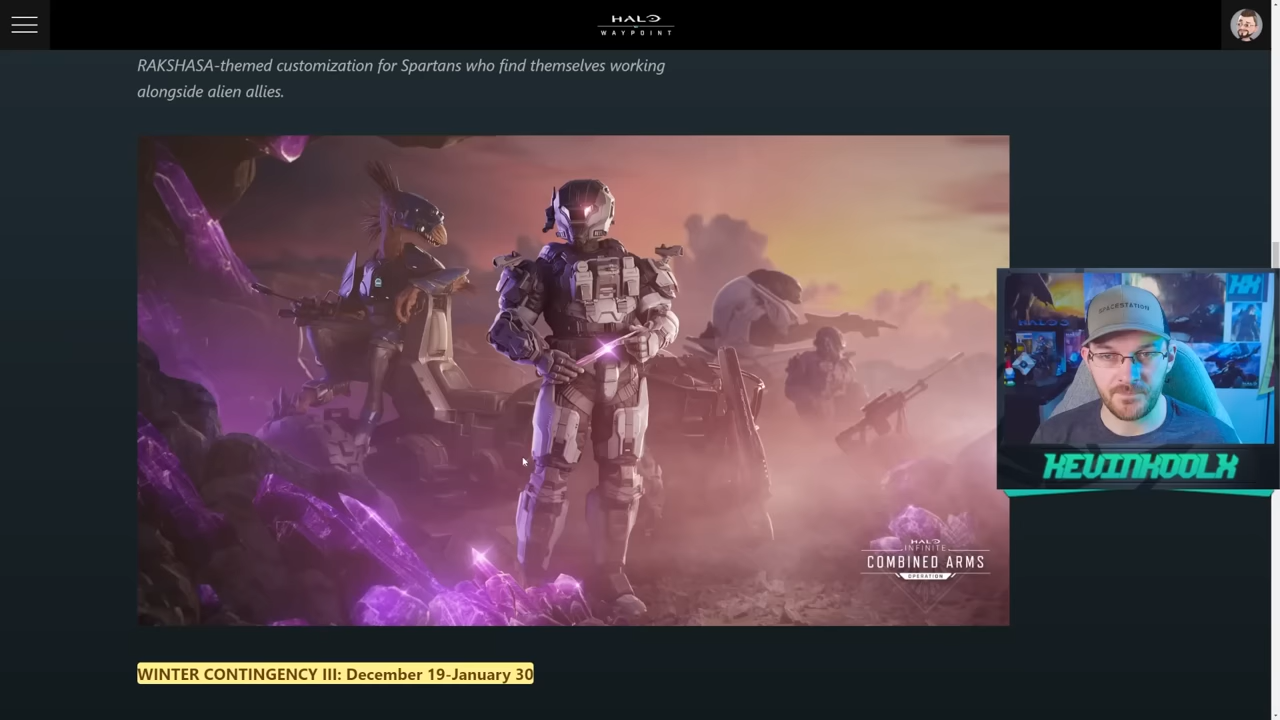 HALO
WAYPOINT
RAKSHASA-themed customization for Spartans who find themselves working
alongside alien allies.
SPACESTATION
KEVINKOOLX
HALO
INFINITE
COMBINED ARMS
OPERATION
WINTER CONTINGENCY III: December 19-January 30